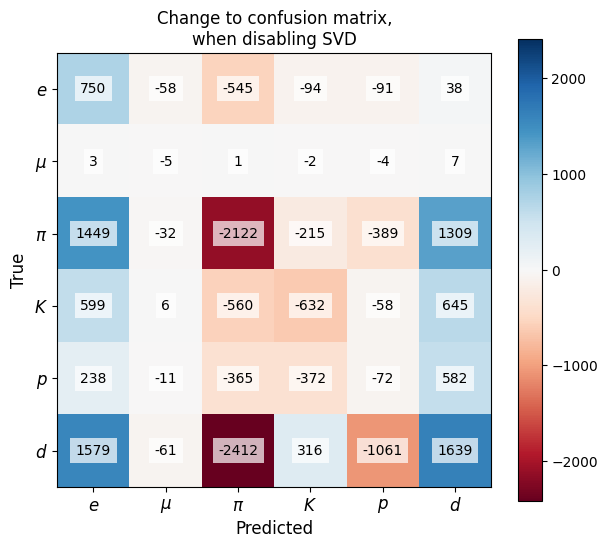 Change to confusion matrix,
when disabling SVD
e 750 -58 -545 -94 -91 38
μ 3 -5 1 -2 -4 7
π 1449 -32 -2122 -215 -389 1309
K 599 6 -560 -632 -58 645
p 238 -11 -365 -372 -72 582
d 1579 -61 -2412 316 -1061 1639
e μ π K p d
True
Predicted
2000
1000
0
−1000
−2000